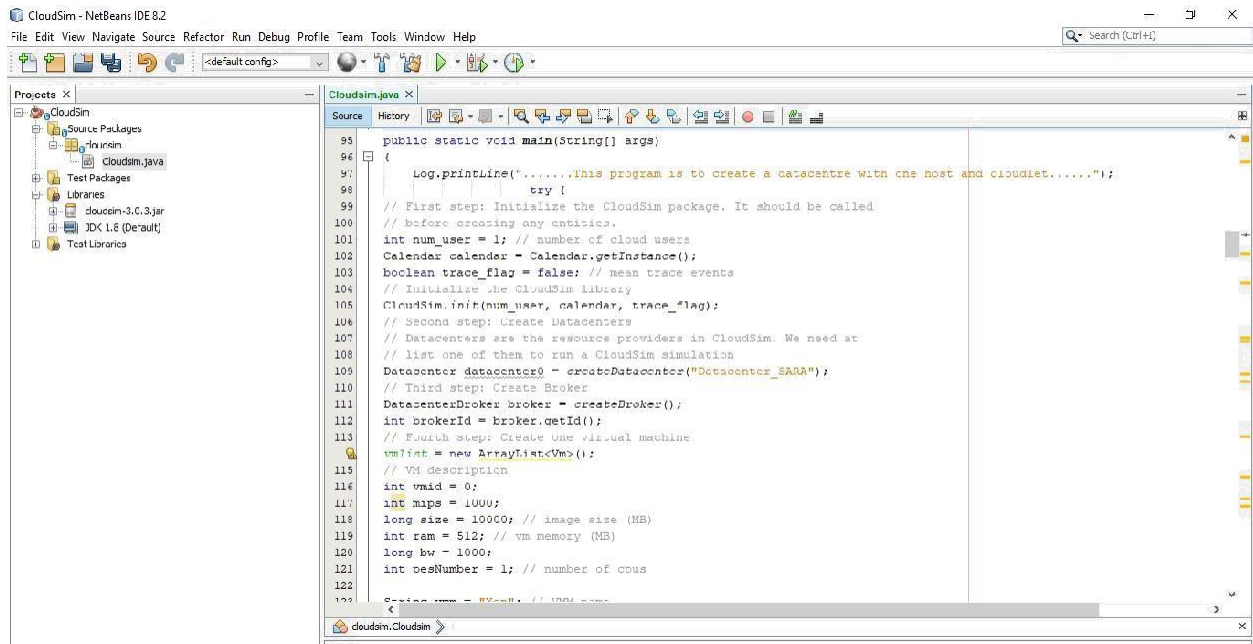 CloudSim - NetBeans IDE 8.2
File Edit View Navigate Source Refactor Run Debug Profile Team Tools Window Help
Search (Ctrl+I)
<default config>
Projects
CloudSim
Source Packages
cloudsim
Cloudsim.java
Test Packages
Libraries
cloudsim-3.0.3.jar
JDK 1.8 (Default)
Test Libraries
Cloudsim.java
Source History
95 public static void main(String[] args)
96 {
97 Log.printLine(".......This program is to create a datacentre with one host and cloudlet......");
98 try {
99 // First step: Initialize the CloudSim package. It should be called
100 // before creating any entities.
101 int num_user = 1; // number of cloud users
102 Calendar calendar = Calendar.getInstance();
103 boolean trace_flag = false; // mean trace events
104 // Initialize the CloudSim library
105 CloudSim.init(num_user, calendar, trace_flag);
106 // Second step: Create Datacenters
107 // Datacenters are the resource providers in CloudSim. We need at
108 // list one of them to run a CloudSim simulation
109 Datacenter datacenter0 = createDatacenter("Datacenter_SARA");
110 // Third step: Create Broker
111 DatacenterBroker broker = createBroker();
112 int brokerId = broker.getId();
113 // Fourth step: Create one virtual machine
vmlist = new ArrayList<Vm>();
115 // VM description
116 int vmid = 0;
117 int mips = 1000;
118 long size = 10000; // image size (MB)
119 int ram = 512; // vm memory (MB)
120 long bw = 1000;
121 int pesNumber = 1; // number of cpus
122
123 String vmm = "Xen"; // VMM name
cloudsim.Cloudsim